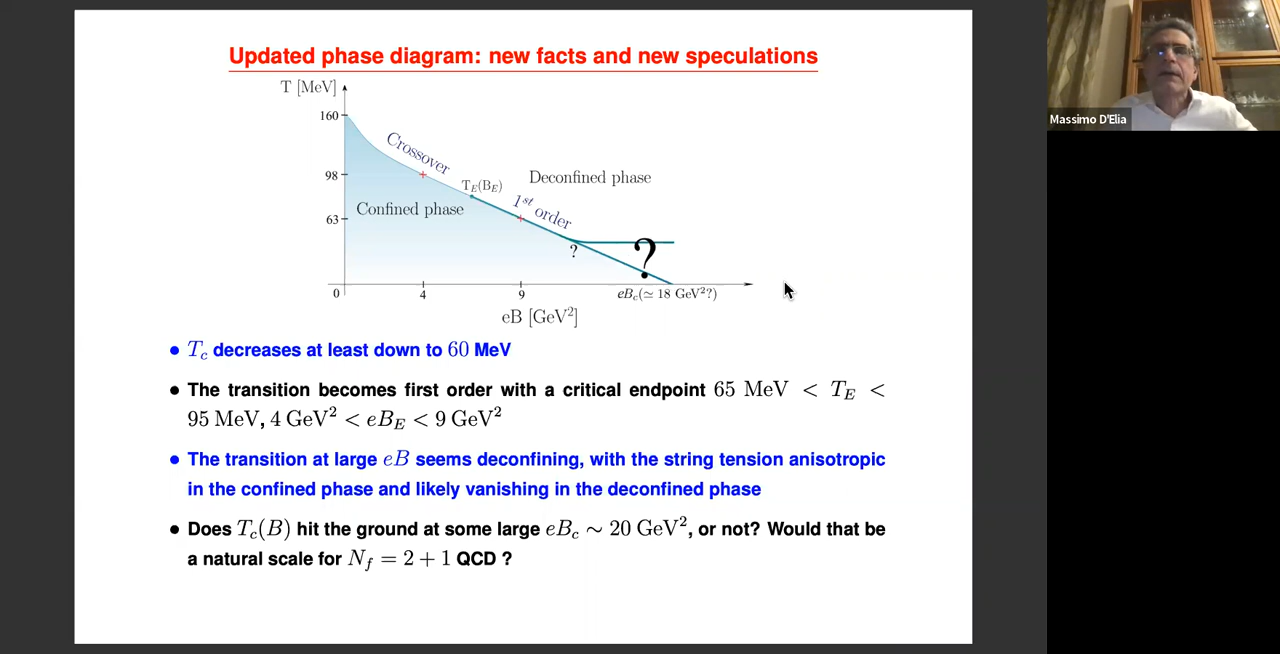 Updated phase diagram: new facts and new speculations
T [MeV]
160
98
63
0
Crossover
T_E(B_E)
1^st order
Deconfined phase
Confined phase
?
?
4
9
eB_c(≃ 18 GeV²?)
eB [GeV²]
• T_c decreases at least down to 60 MeV
• The transition becomes first order with a critical endpoint 65 MeV < T_E <
95 MeV, 4 GeV² < eB_E < 9 GeV²
• The transition at large eB seems deconfining, with the string tension anisotropic
in the confined phase and likely vanishing in the deconfined phase
• Does T_c(B) hit the ground at some large eB_c ∼ 20 GeV², or not? Would that be
a natural scale for N_f = 2 + 1 QCD ?
Massimo D'Elia